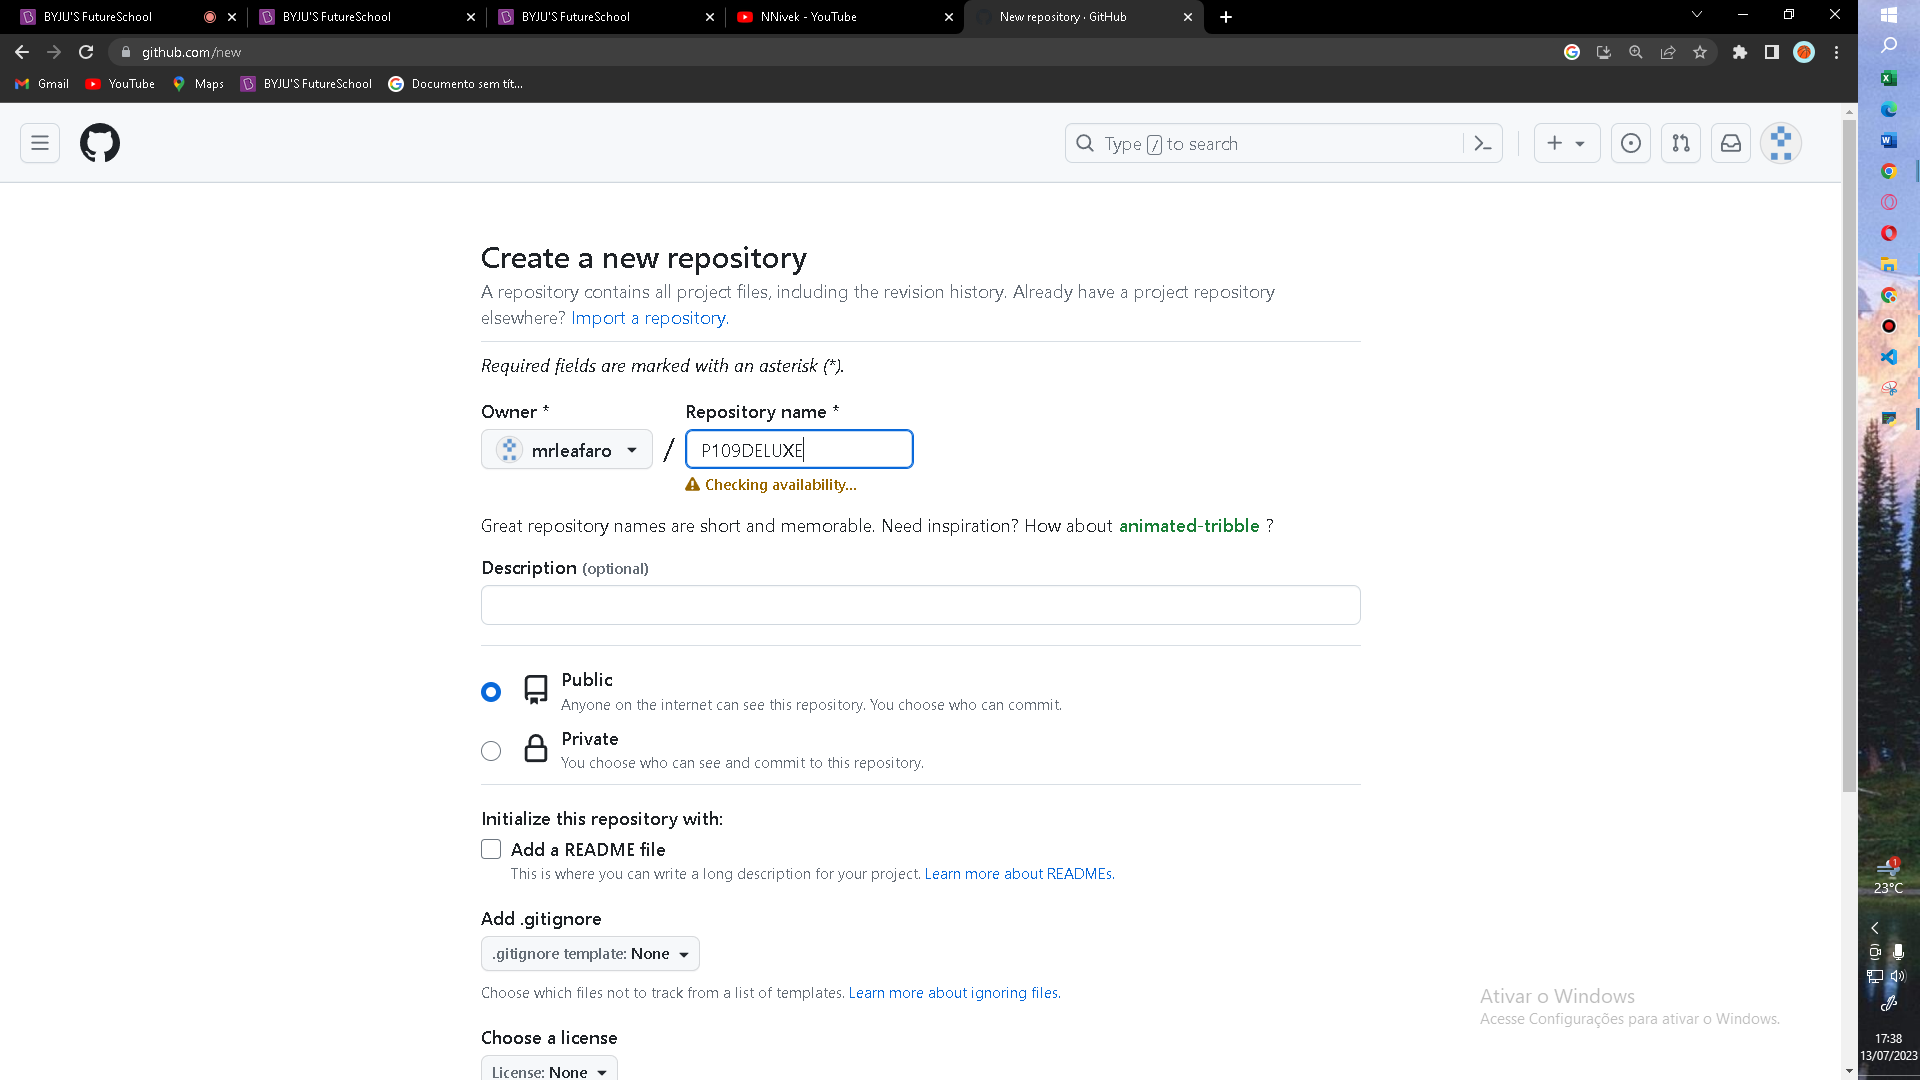 BYJU'S FutureSchool
BYJU'S FutureSchool
BYJU'S FutureSchool
NNivek - YouTube
New repository · GitHub
github.com/new
Gmail
YouTube
Maps
BYJU'S FutureSchool
Documento sem tít...
Type / to search
Create a new repository
A repository contains all project files, including the revision history. Already have a project repository
elsewhere? Import a repository.
Required fields are marked with an asterisk (*).
Owner *
Repository name *
mrleafaro
/
P109DELUXE
Checking availability...
Great repository names are short and memorable. Need inspiration? How about animated-tribble ?
Description (optional)
Public
Anyone on the internet can see this repository. You choose who can commit.
Private
You choose who can see and commit to this repository.
Initialize this repository with:
Add a README file
This is where you can write a long description for your project. Learn more about READMEs.
Add .gitignore
.gitignore template: None
Choose which files not to track from a list of templates. Learn more about ignoring files.
Choose a license
License: None
Ativar o Windows
Acesse Configurações para ativar o Windows.
1
23°C
17:38
13/07/2023